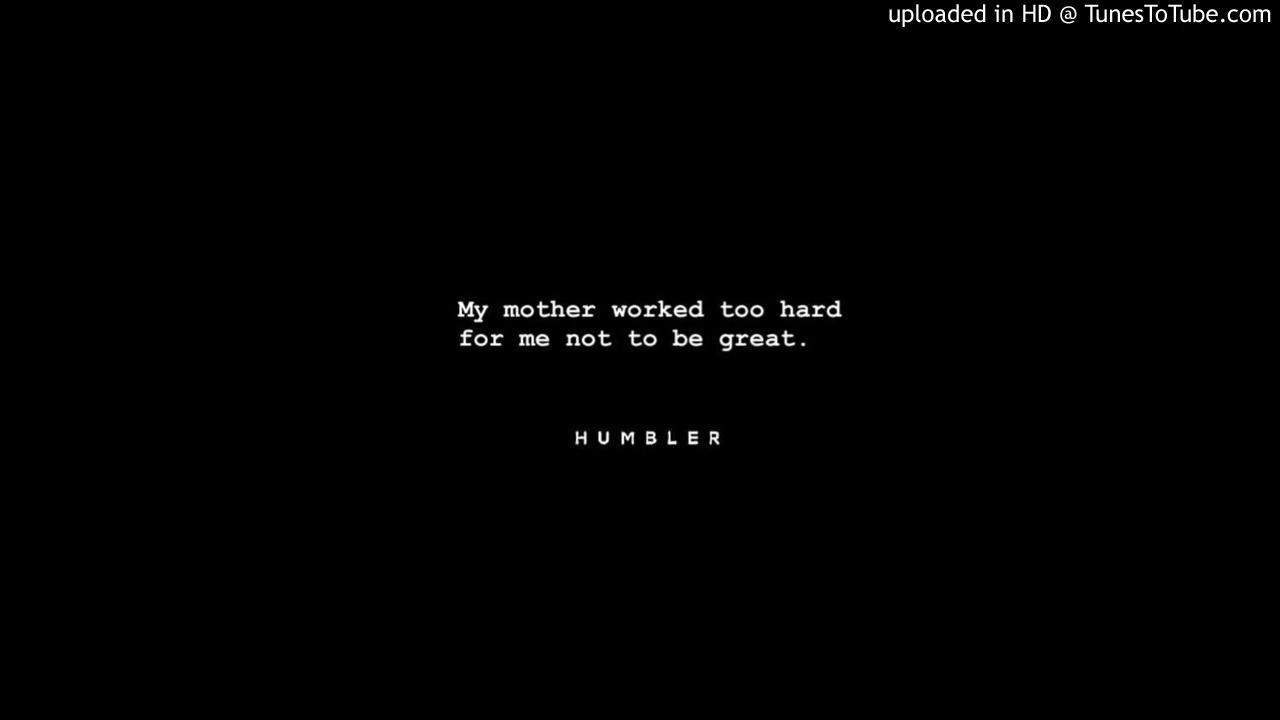 uploaded in HD @ TunesToTube.com
My mother worked too hard
for me not to be great.
HUMBLER